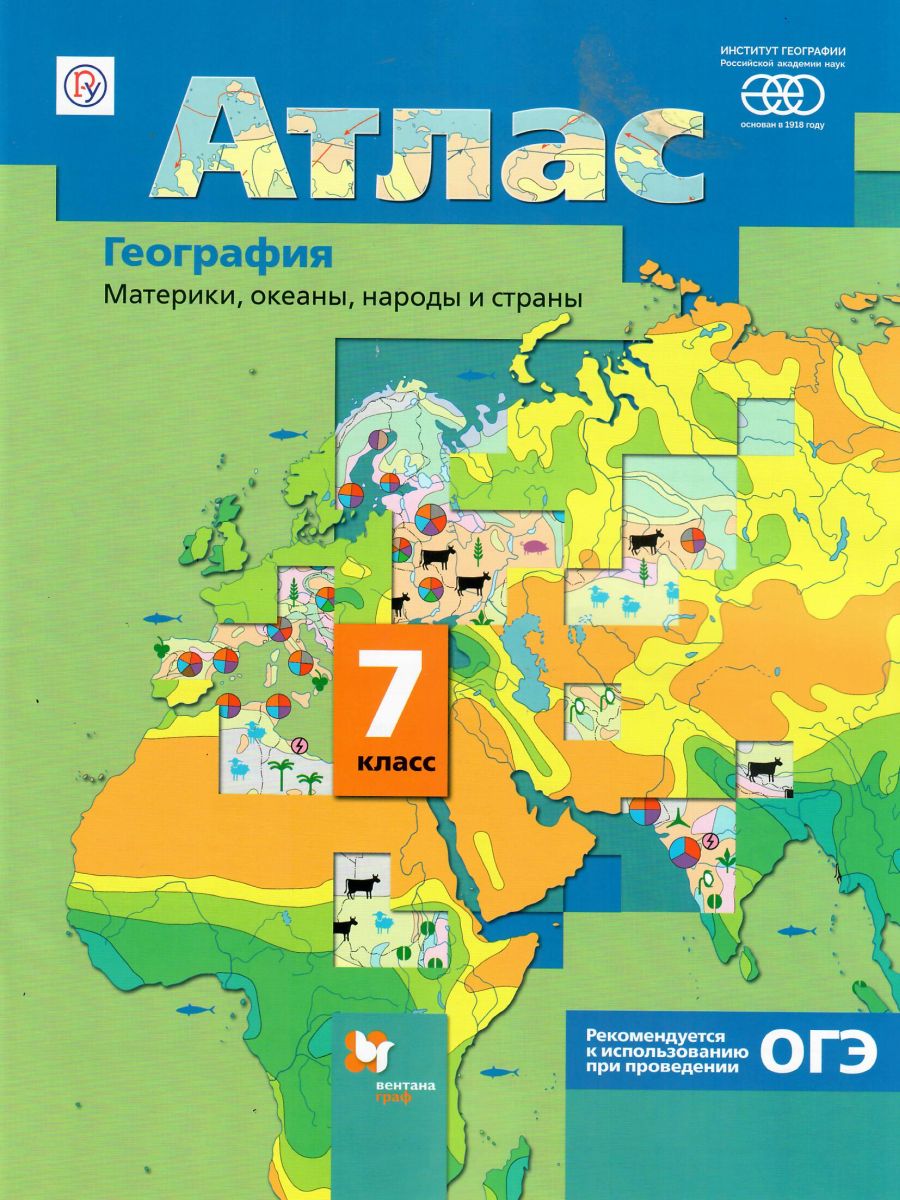 р-у
ИНСТИТУТ ГЕОГРАФИИ
Российской академии наук
основан в 1918 году
Атлас
География
Материки, океаны, народы и страны
7
класс
Рекомендуется
к использованию
при проведении
ОГЭ
вентана
граф